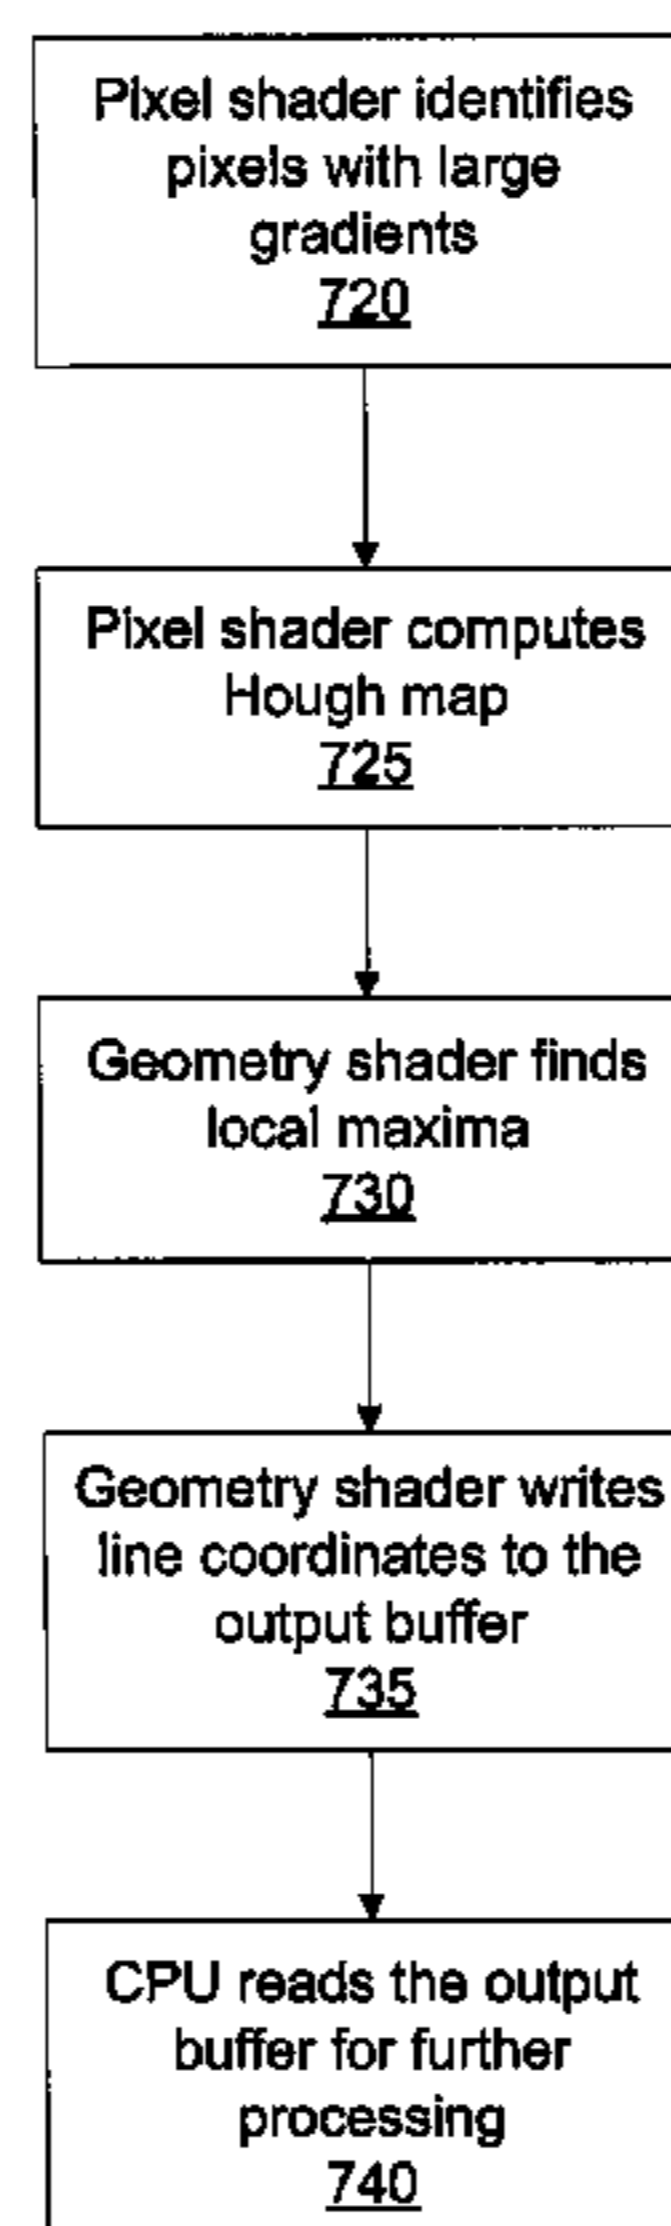 Pixel shader identifies
pixels with large
gradients
720
Pixel shader computes
Hough map
725
Geometry shader finds
local maxima
730
Geometry shader writes
line coordinates to the
output buffer
735
CPU reads the output
buffer for further
processing
740